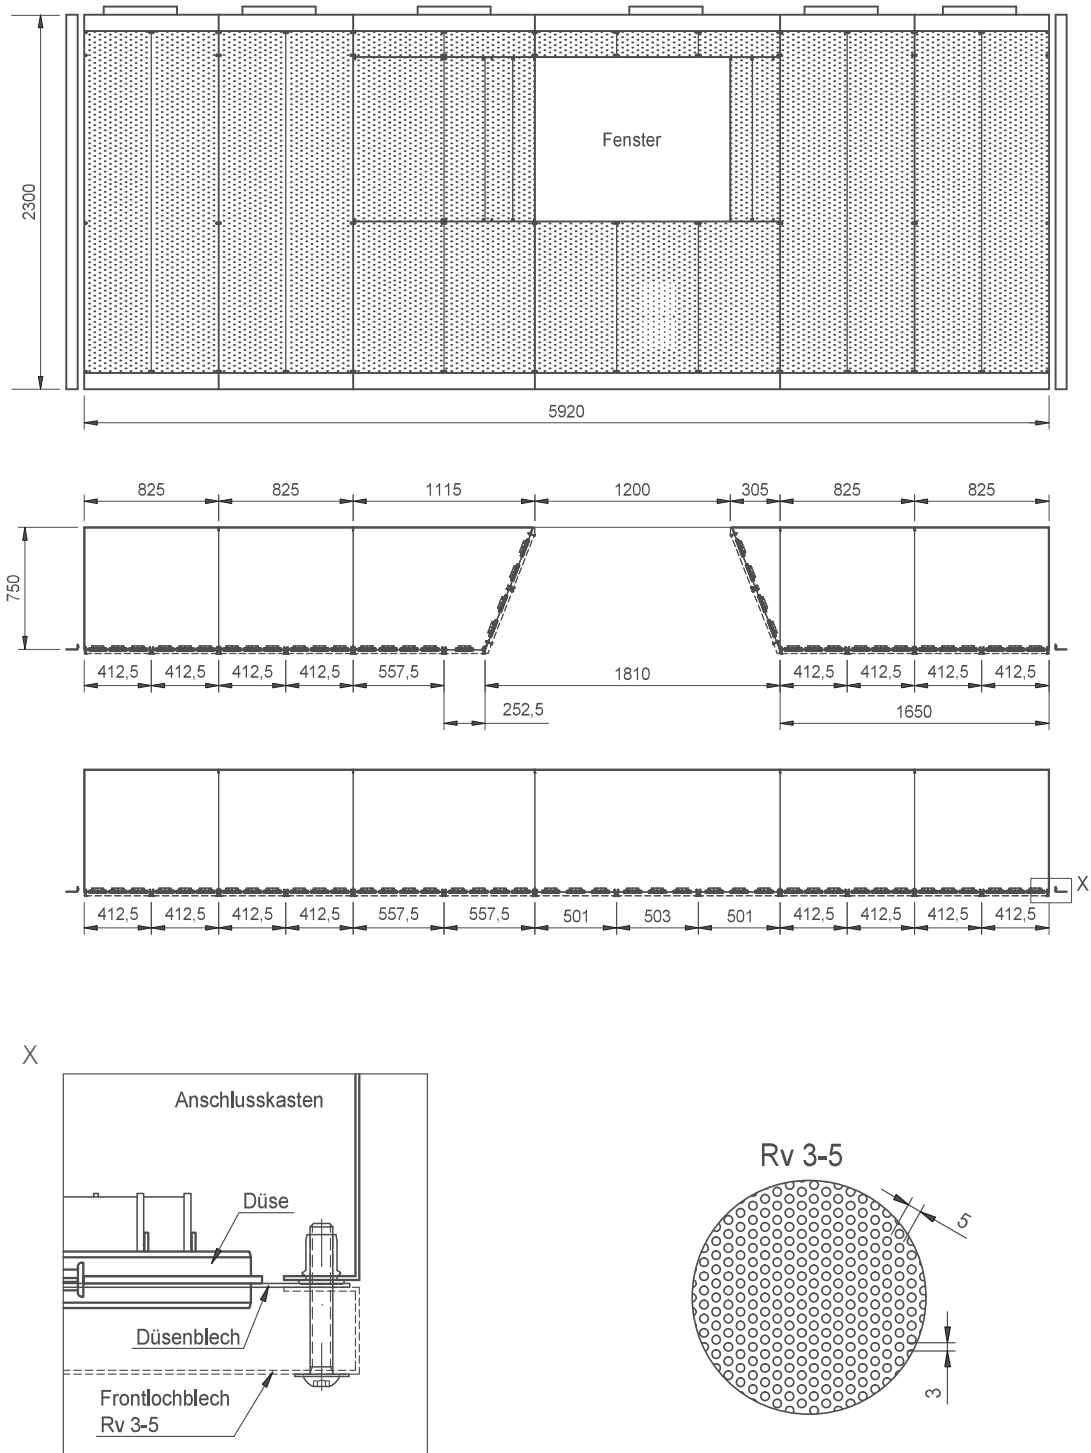 Fenster
2300
5920
825 825 1115 1200 305 825 825
750
412,5 412,5 412,5 412,5 557,5 1810 412,5 412,5 412,5 412,5
252,5 1650
X
412,5 412,5 412,5 412,5 557,5 557,5 501 503 501 412,5 412,5 412,5 412,5
X
Anschlusskasten
Düse
Düsenblech
Frontlochblech
Rv 3-5
Rv 3-5
5
3